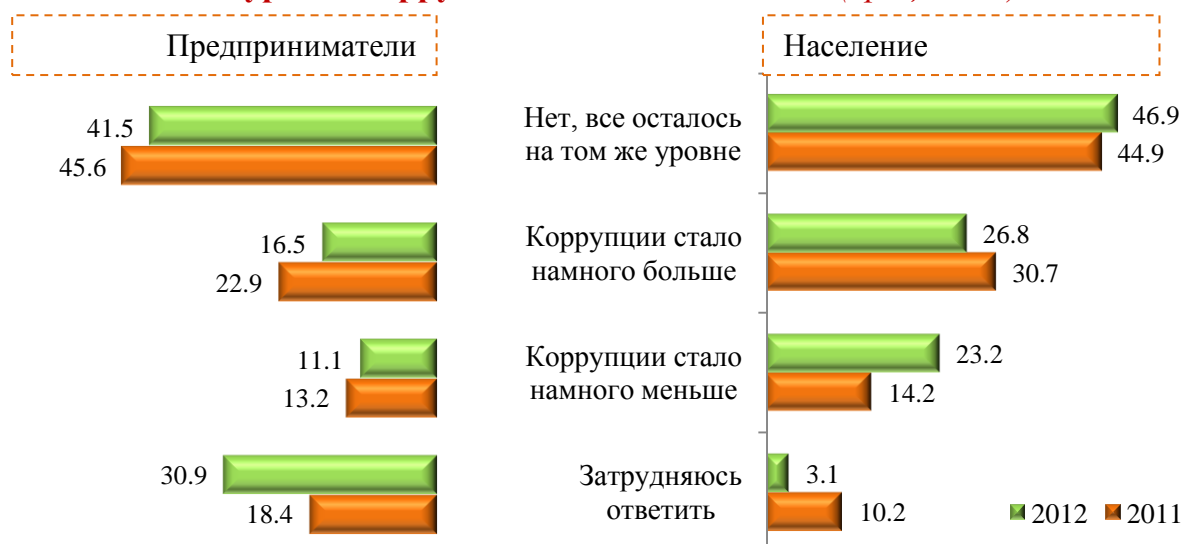 Предприниматели
Население
41.5
45.6
Нет, все осталось
на том же уровне
46.9
44.9
16.5
22.9
Коррупции стало
намного больше
26.8
30.7
11.1
13.2
Коррупции стало
намного меньше
23.2
14.2
30.9
18.4
Затрудняюсь
ответить
3.1
10.2
2012 2011